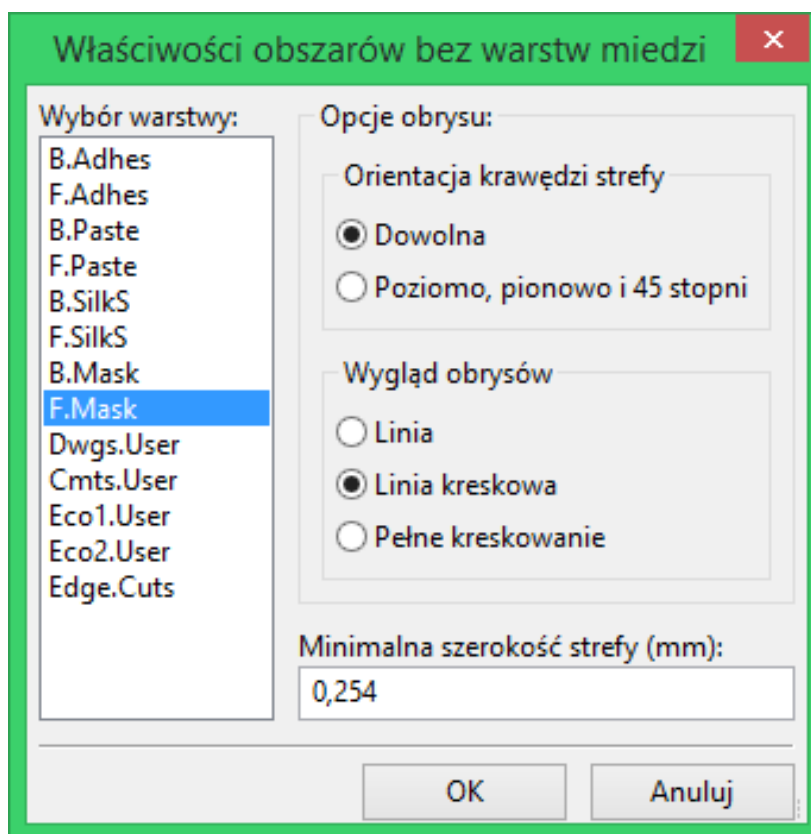 Właściwości obszarów bez warstw miedzi
Wybór warstwy:
B.Adhes
F.Adhes
B.Paste
F.Paste
B.SilkS
F.SilkS
B.Mask
F.Mask
Dwgs.User
Cmts.User
Eco1.User
Eco2.User
Edge.Cuts
Opcje obrysu:
Orientacja krawędzi strefy
Dowolna
Poziomo, pionowo i 45 stopni
Wygląd obrysów
Linia
Linia kreskowa
Pełne kreskowanie
Minimalna szerokość strefy (mm):
0,254
OK
Anuluj